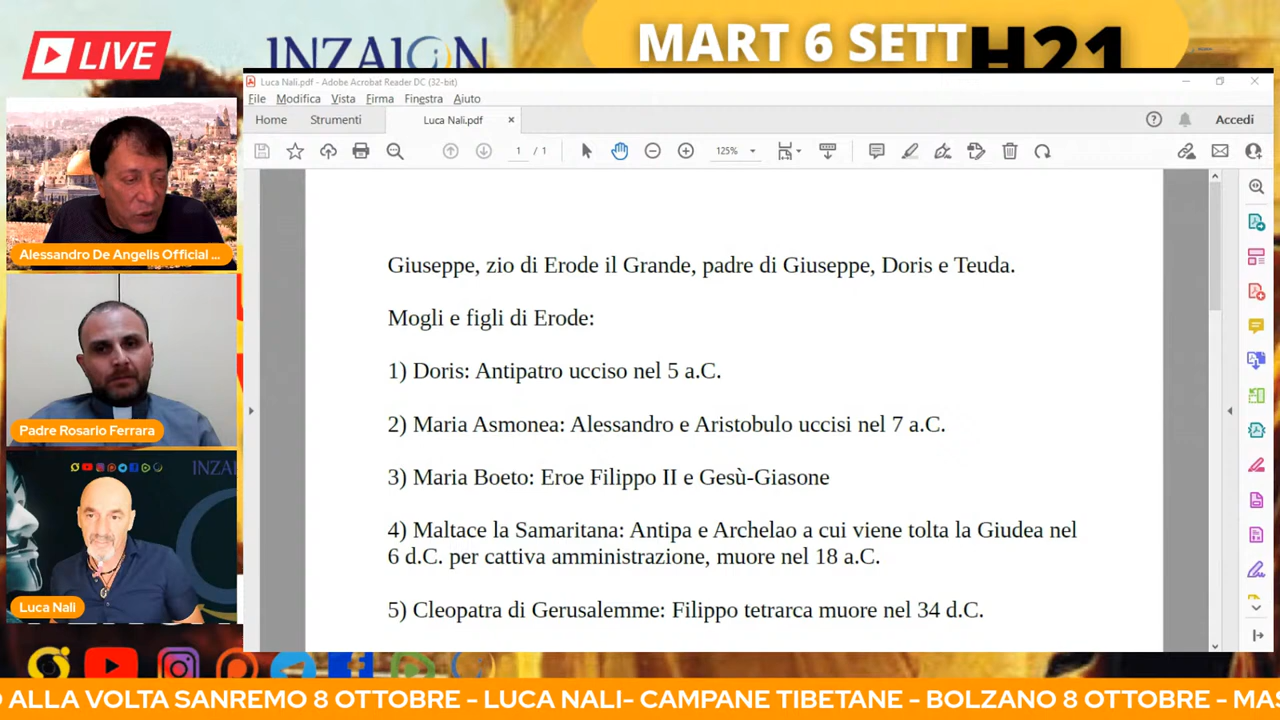 LIVE
INZAION
MART 6 SETT H21
Luca Nali.pdf - Adobe Acrobat Reader DC (32-bit)
File Modifica Vista Firma Finestra Aiuto
Home Strumenti Luca Nali.pdf × Accedi
1 / 1 125%
Giuseppe, zio di Erode il Grande, padre di Giuseppe, Doris e Teuda.
Mogli e figli di Erode:
1) Doris: Antipatro ucciso nel 5 a.C.
2) Maria Asmonea: Alessandro e Aristobulo uccisi nel 7 a.C.
3) Maria Boeto: Eroe Filippo II e Gesù-Giasone
4) Maltace la Samaritana: Antipa e Archelao a cui viene tolta la Giudea nel
6 d.C. per cattiva amministrazione, muore nel 18 a.C.
5) Cleopatra di Gerusalemme: Filippo tetrarca muore nel 34 d.C.
Alessandro De Angelis Official ...
Padre Rosario Ferrara
INZAI
Luca Nali
O ALLA VOLTA SANREMO 8 OTTOBRE - LUCA NALI- CAMPANE TIBETANE - BOLZANO 8 OTTOBRE - MAS